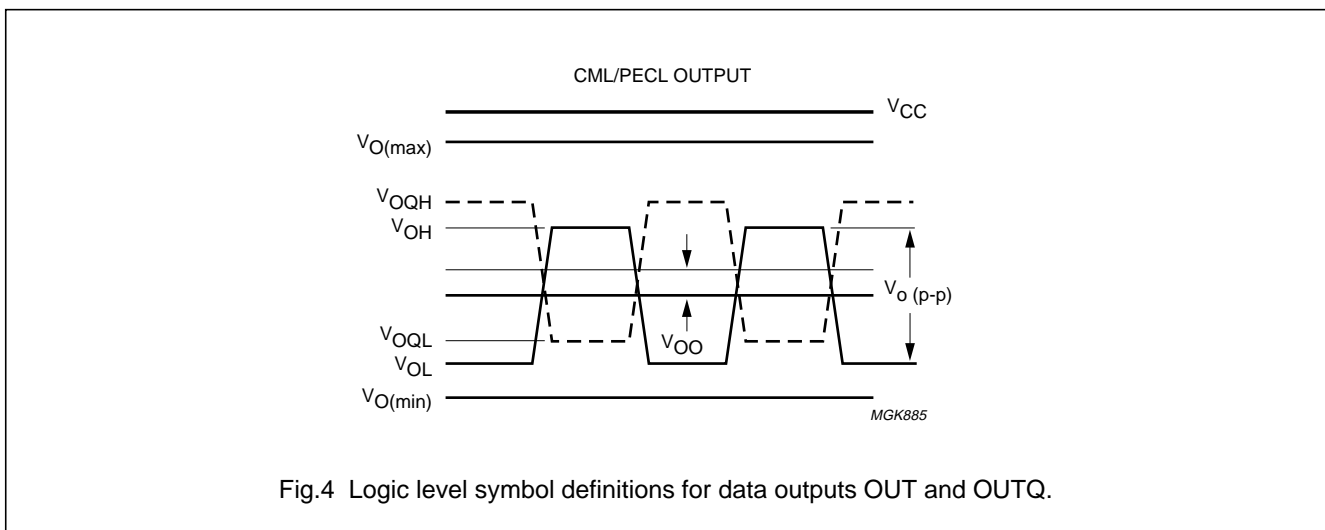 CML/PECL OUTPUT
VCC
VO(max)
VOQH
VOH
Vo (p-p)
VOQL
VOO
VOL
VO(min)
MGK885
Fig.4 Logic level symbol definitions for data outputs OUT and OUTQ.